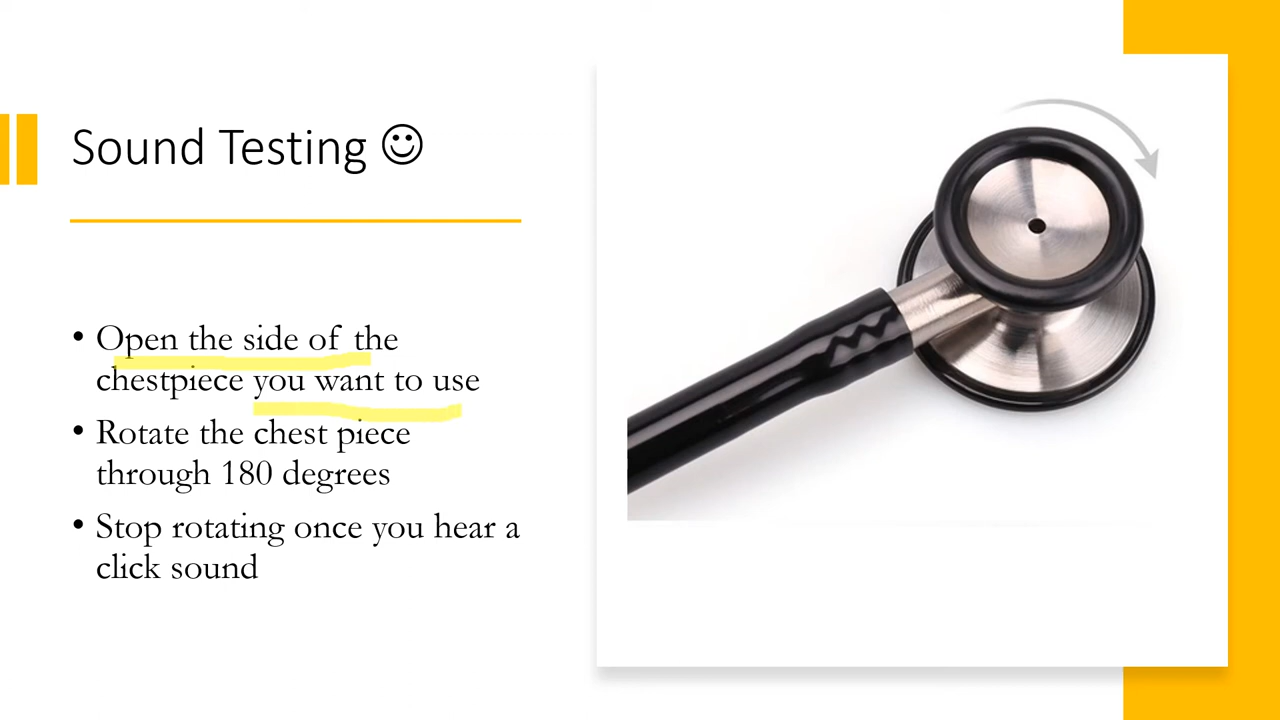 Sound Testing ☺
• Open the side of the
chestpiece you want to use
• Rotate the chest piece
through 180 degrees
• Stop rotating once you hear a
click sound